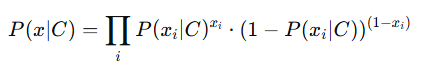 P(x|C) = ∏_i P(x_i|C)^{x_i} · (1 − P(x_i|C))^{(1−x_i)}